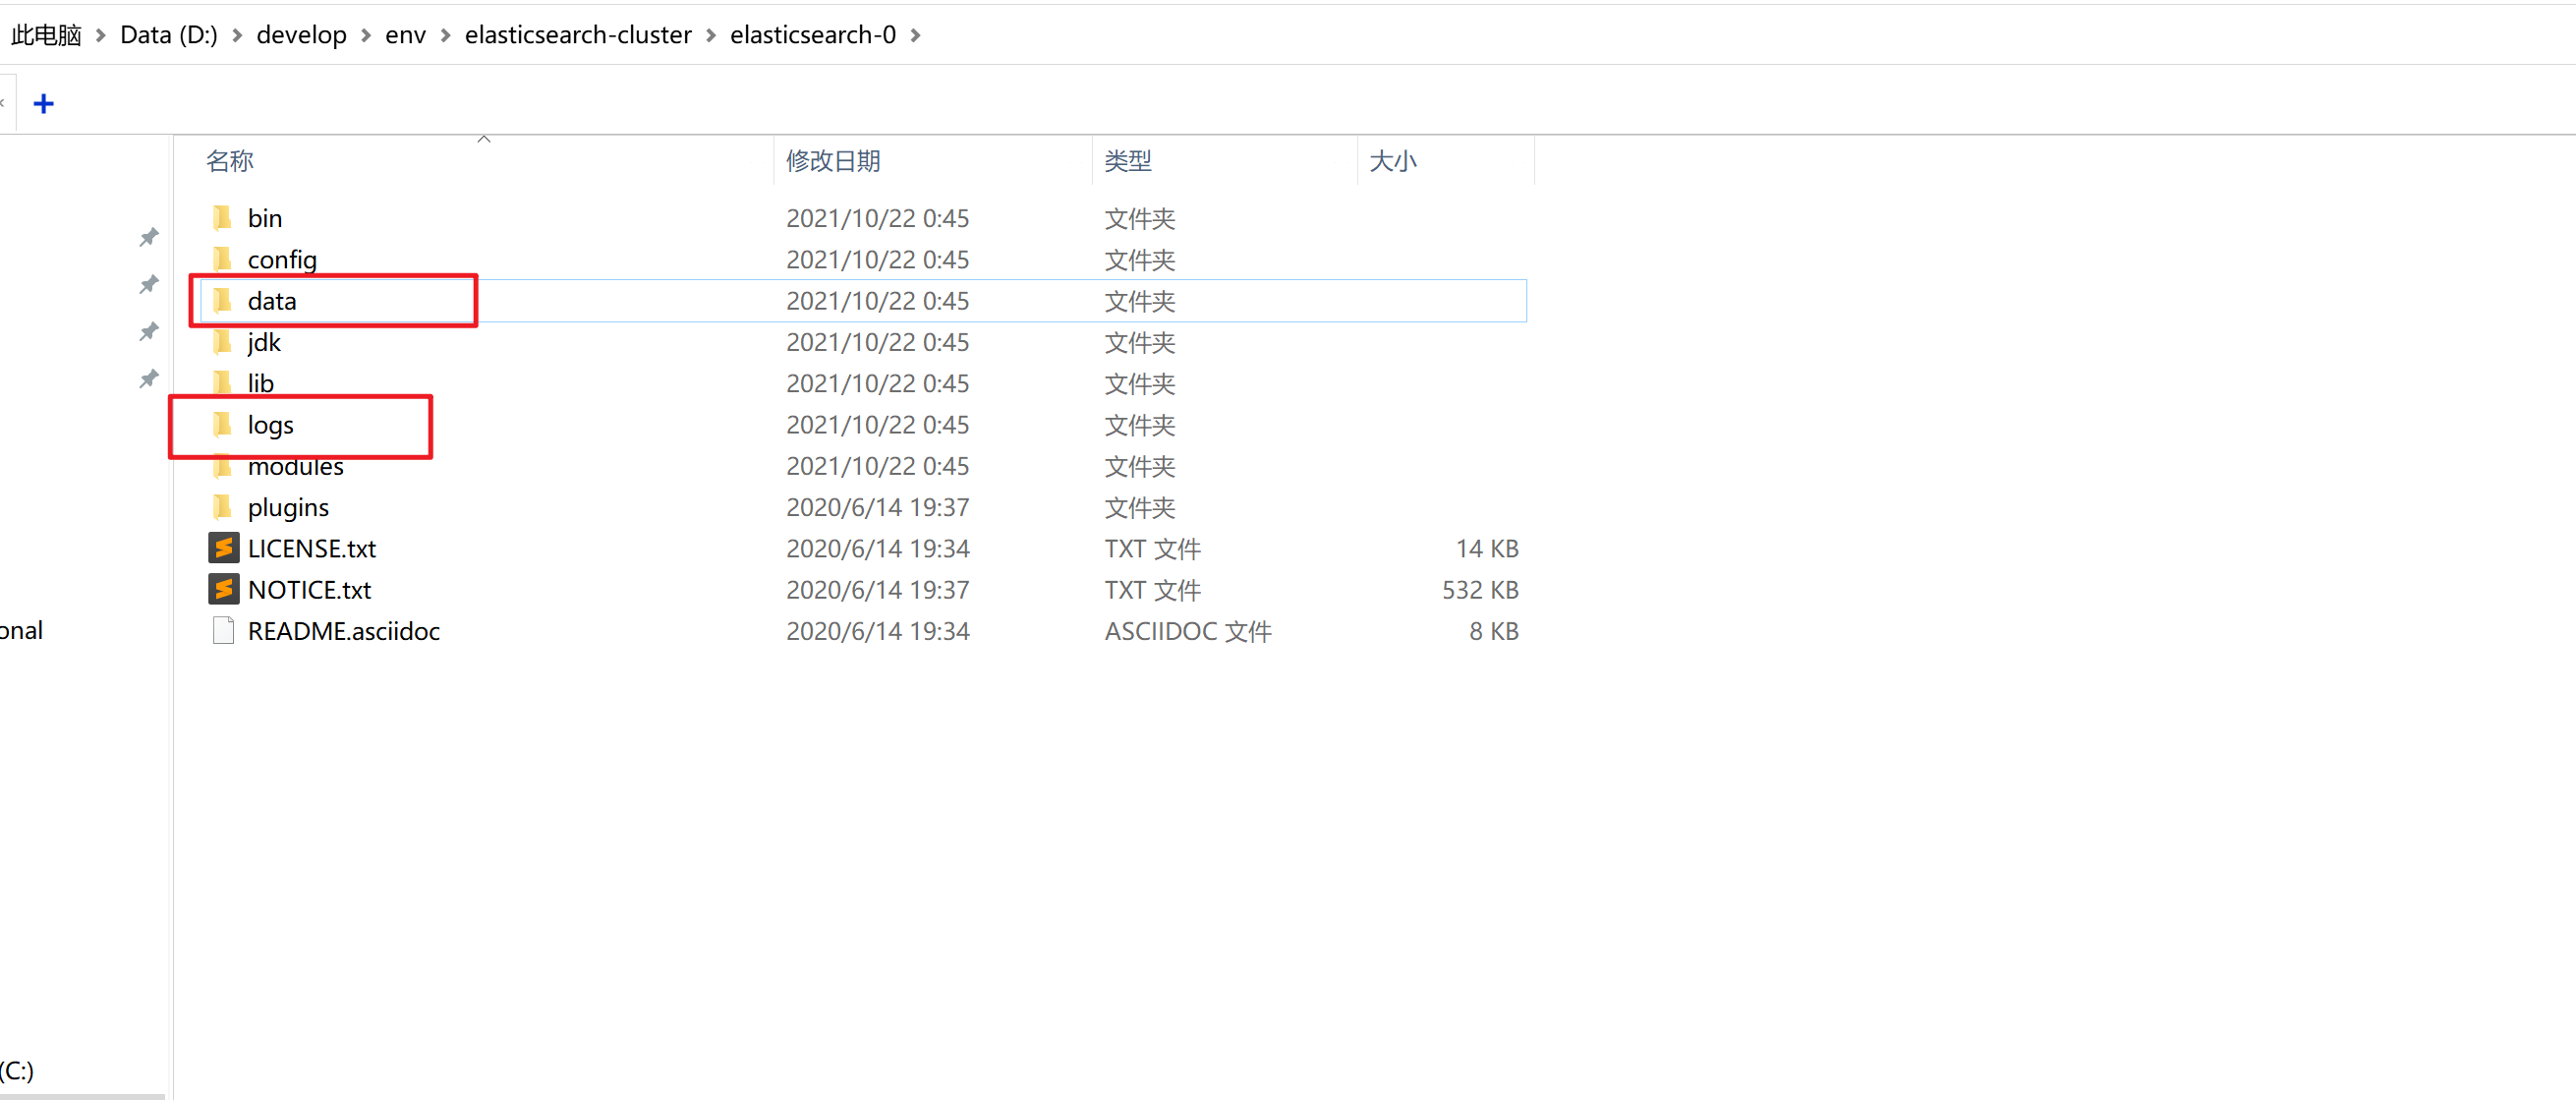 此电脑 > Data (D:) > develop > env > elasticsearch-cluster > elasticsearch-0 >
名称 修改日期 类型 大小
bin 2021/10/22 0:45 文件夹
config 2021/10/22 0:45 文件夹
data 2021/10/22 0:45 文件夹
jdk 2021/10/22 0:45 文件夹
lib 2021/10/22 0:45 文件夹
logs 2021/10/22 0:45 文件夹
modules 2021/10/22 0:45 文件夹
plugins 2020/6/14 19:37 文件夹
LICENSE.txt 2020/6/14 19:34 TXT 文件 14 KB
NOTICE.txt 2020/6/14 19:37 TXT 文件 532 KB
README.asciidoc 2020/6/14 19:34 ASCIIDOC 文件 8 KB
onal
(C:)